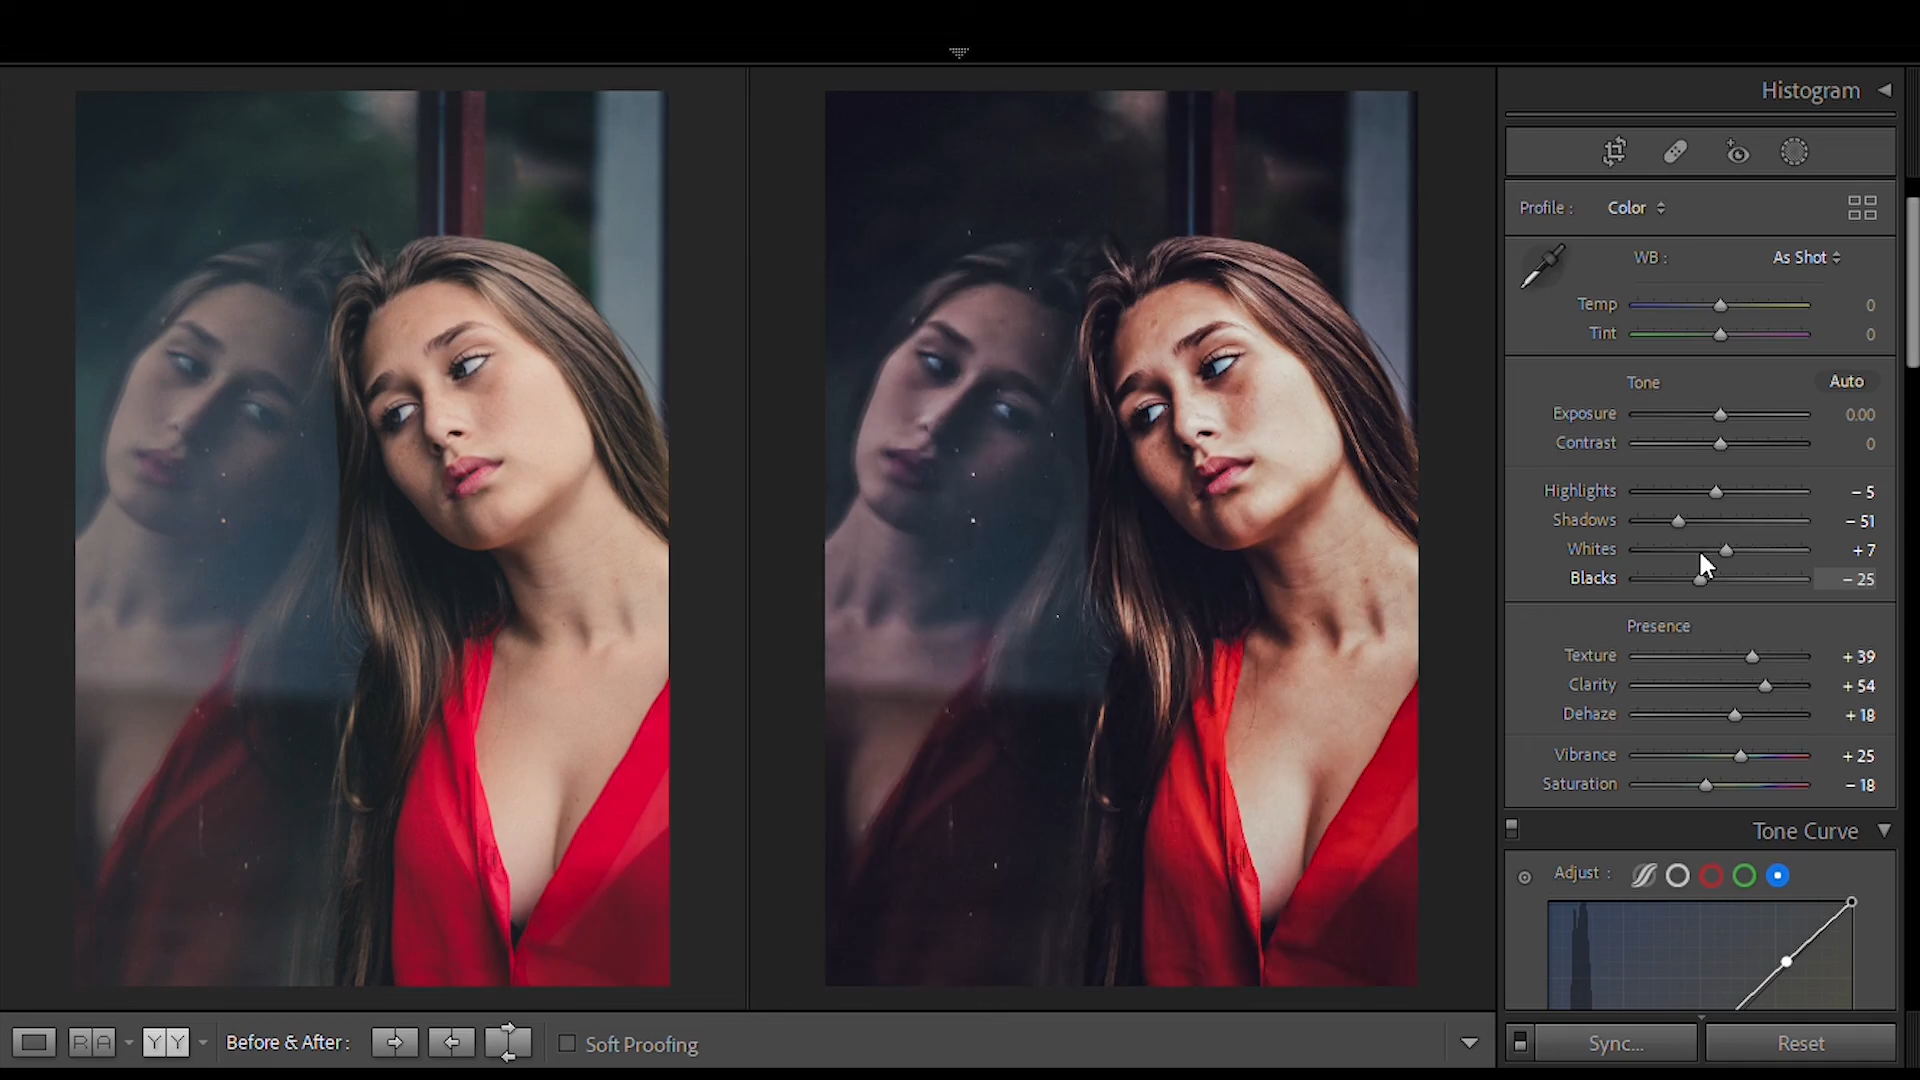 Histogram
Profile : Color
WB : As Shot
Temp 0
Tint 0
Tone Auto
Exposure 0.00
Contrast 0
Highlights – 5
Shadows – 51
Whites + 7
Blacks – 25
Presence
Texture + 39
Clarity + 54
Dehaze + 18
Vibrance + 25
Saturation – 18
Tone Curve
Adjust :
R A Y Y Before & After : Soft Proofing
Sync... Reset